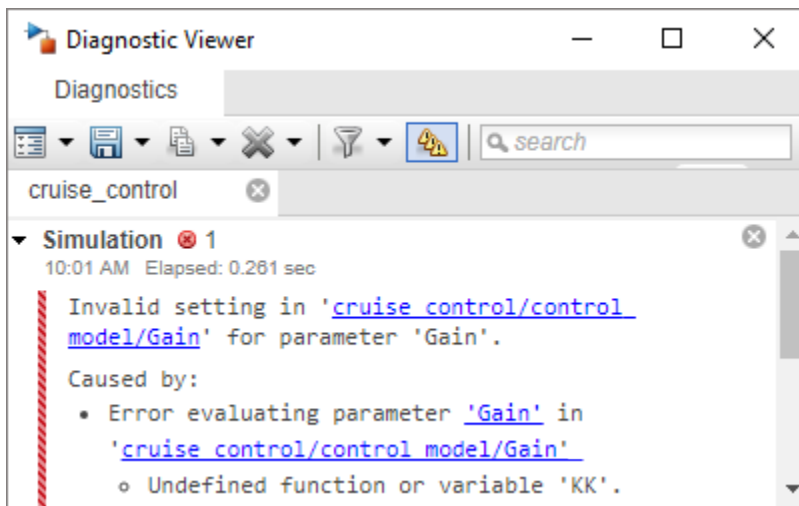 Diagnostic Viewer
Diagnostics
search
cruise_control
Simulation 1
10:01 AM Elapsed: 0.261 sec
Invalid setting in 'cruise control/control
model/Gain' for parameter 'Gain'.
Caused by:
• Error evaluating parameter 'Gain' in
'cruise control/control model/Gain'
◦ Undefined function or variable 'KK'.